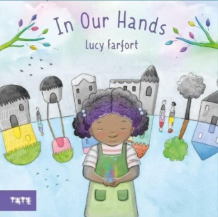 In Our Hands
Lucy Farfort
TATE